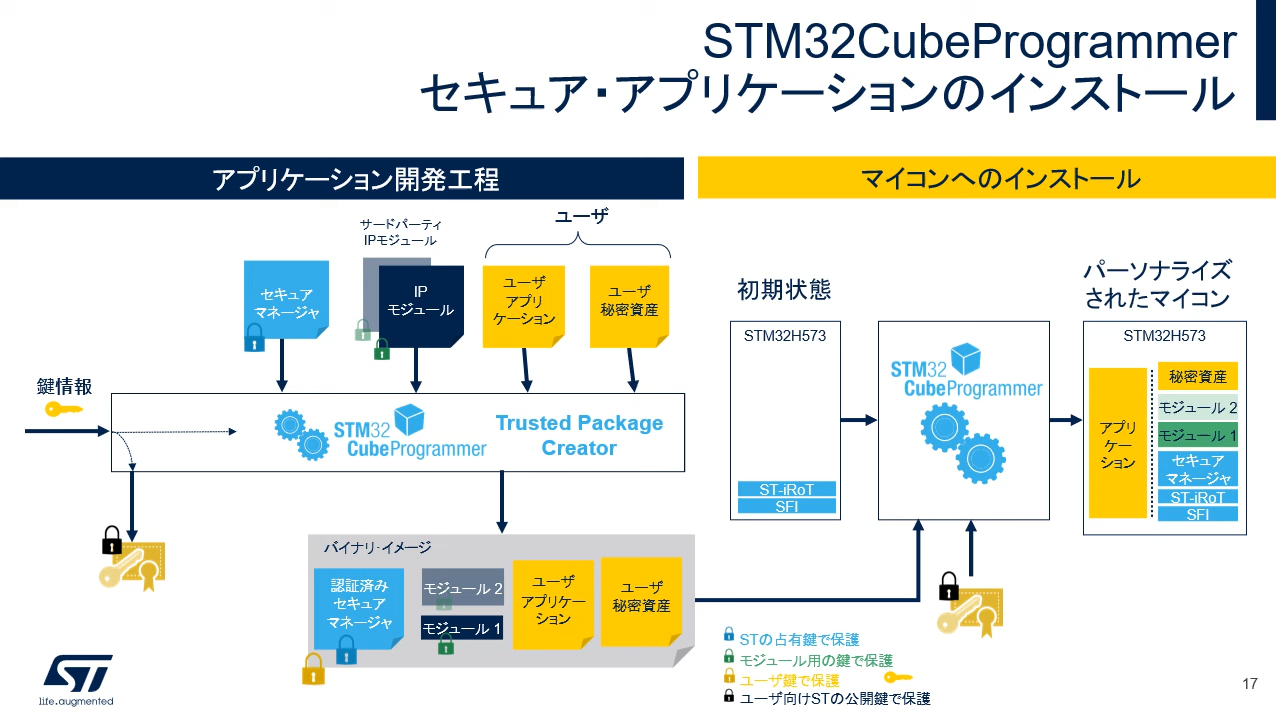 STM32CubeProgrammer
セキュア・アプリケーションのインストール
アプリケーション開発工程
マイコンへのインストール
サードパーティ
IPモジュール
ユーザ
セキュア
マネージャ
IP
モジュール
ユーザ
アプリ
ケーション
ユーザ
秘密資産
鍵情報
STM32
CubeProgrammer
Trusted Package
Creator
バイナリ・イメージ
認証済み
セキュア
マネージャ
モジュール 2
モジュール 1
ユーザ
アプリケー
ション
ユーザ
秘密資産
初期状態
STM32H573
ST-iRoT
SFI
STM32
CubeProgrammer
パーソナライズ
されたマイコン
STM32H573
アプリ
ケー
ション
秘密資産
モジュール 2
モジュール 1
セキュア
マネージャ
ST-iRoT
SFI
STの占有鍵で保護
モジュール用の鍵で保護
ユーザ鍵で保護
ユーザ向けSTの公開鍵で保護
ST
life.augmented
17